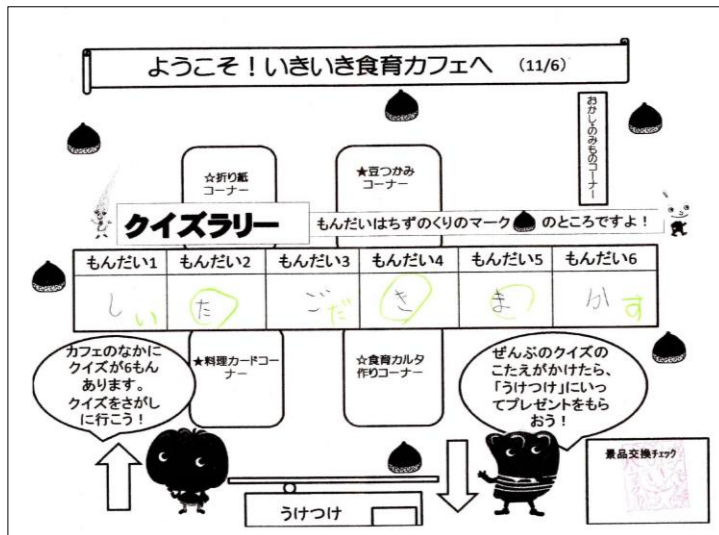 ようこそ！いきいき食育カフェへ （11/6）
おかし・のみものコーナー
☆折り紙
コーナー
★豆つかみ
コーナー
クイズラリー
もんだいはちずのくりのマーク のところですよ！
もんだい1 もんだい2 もんだい3 もんだい4 もんだい5 もんだい6
しい た ごだ き ま かす
カフェのなかに
クイズが6もん
あります。
クイズをさがし
に行こう！
★料理カードコー
ナー
☆食育カルタ
作りコーナー
ぜんぶのクイズの
こたえがかけたら、
「うけつけ」にいっ
てプレゼントをもら
おう！
景品交換チェック
うけつけ